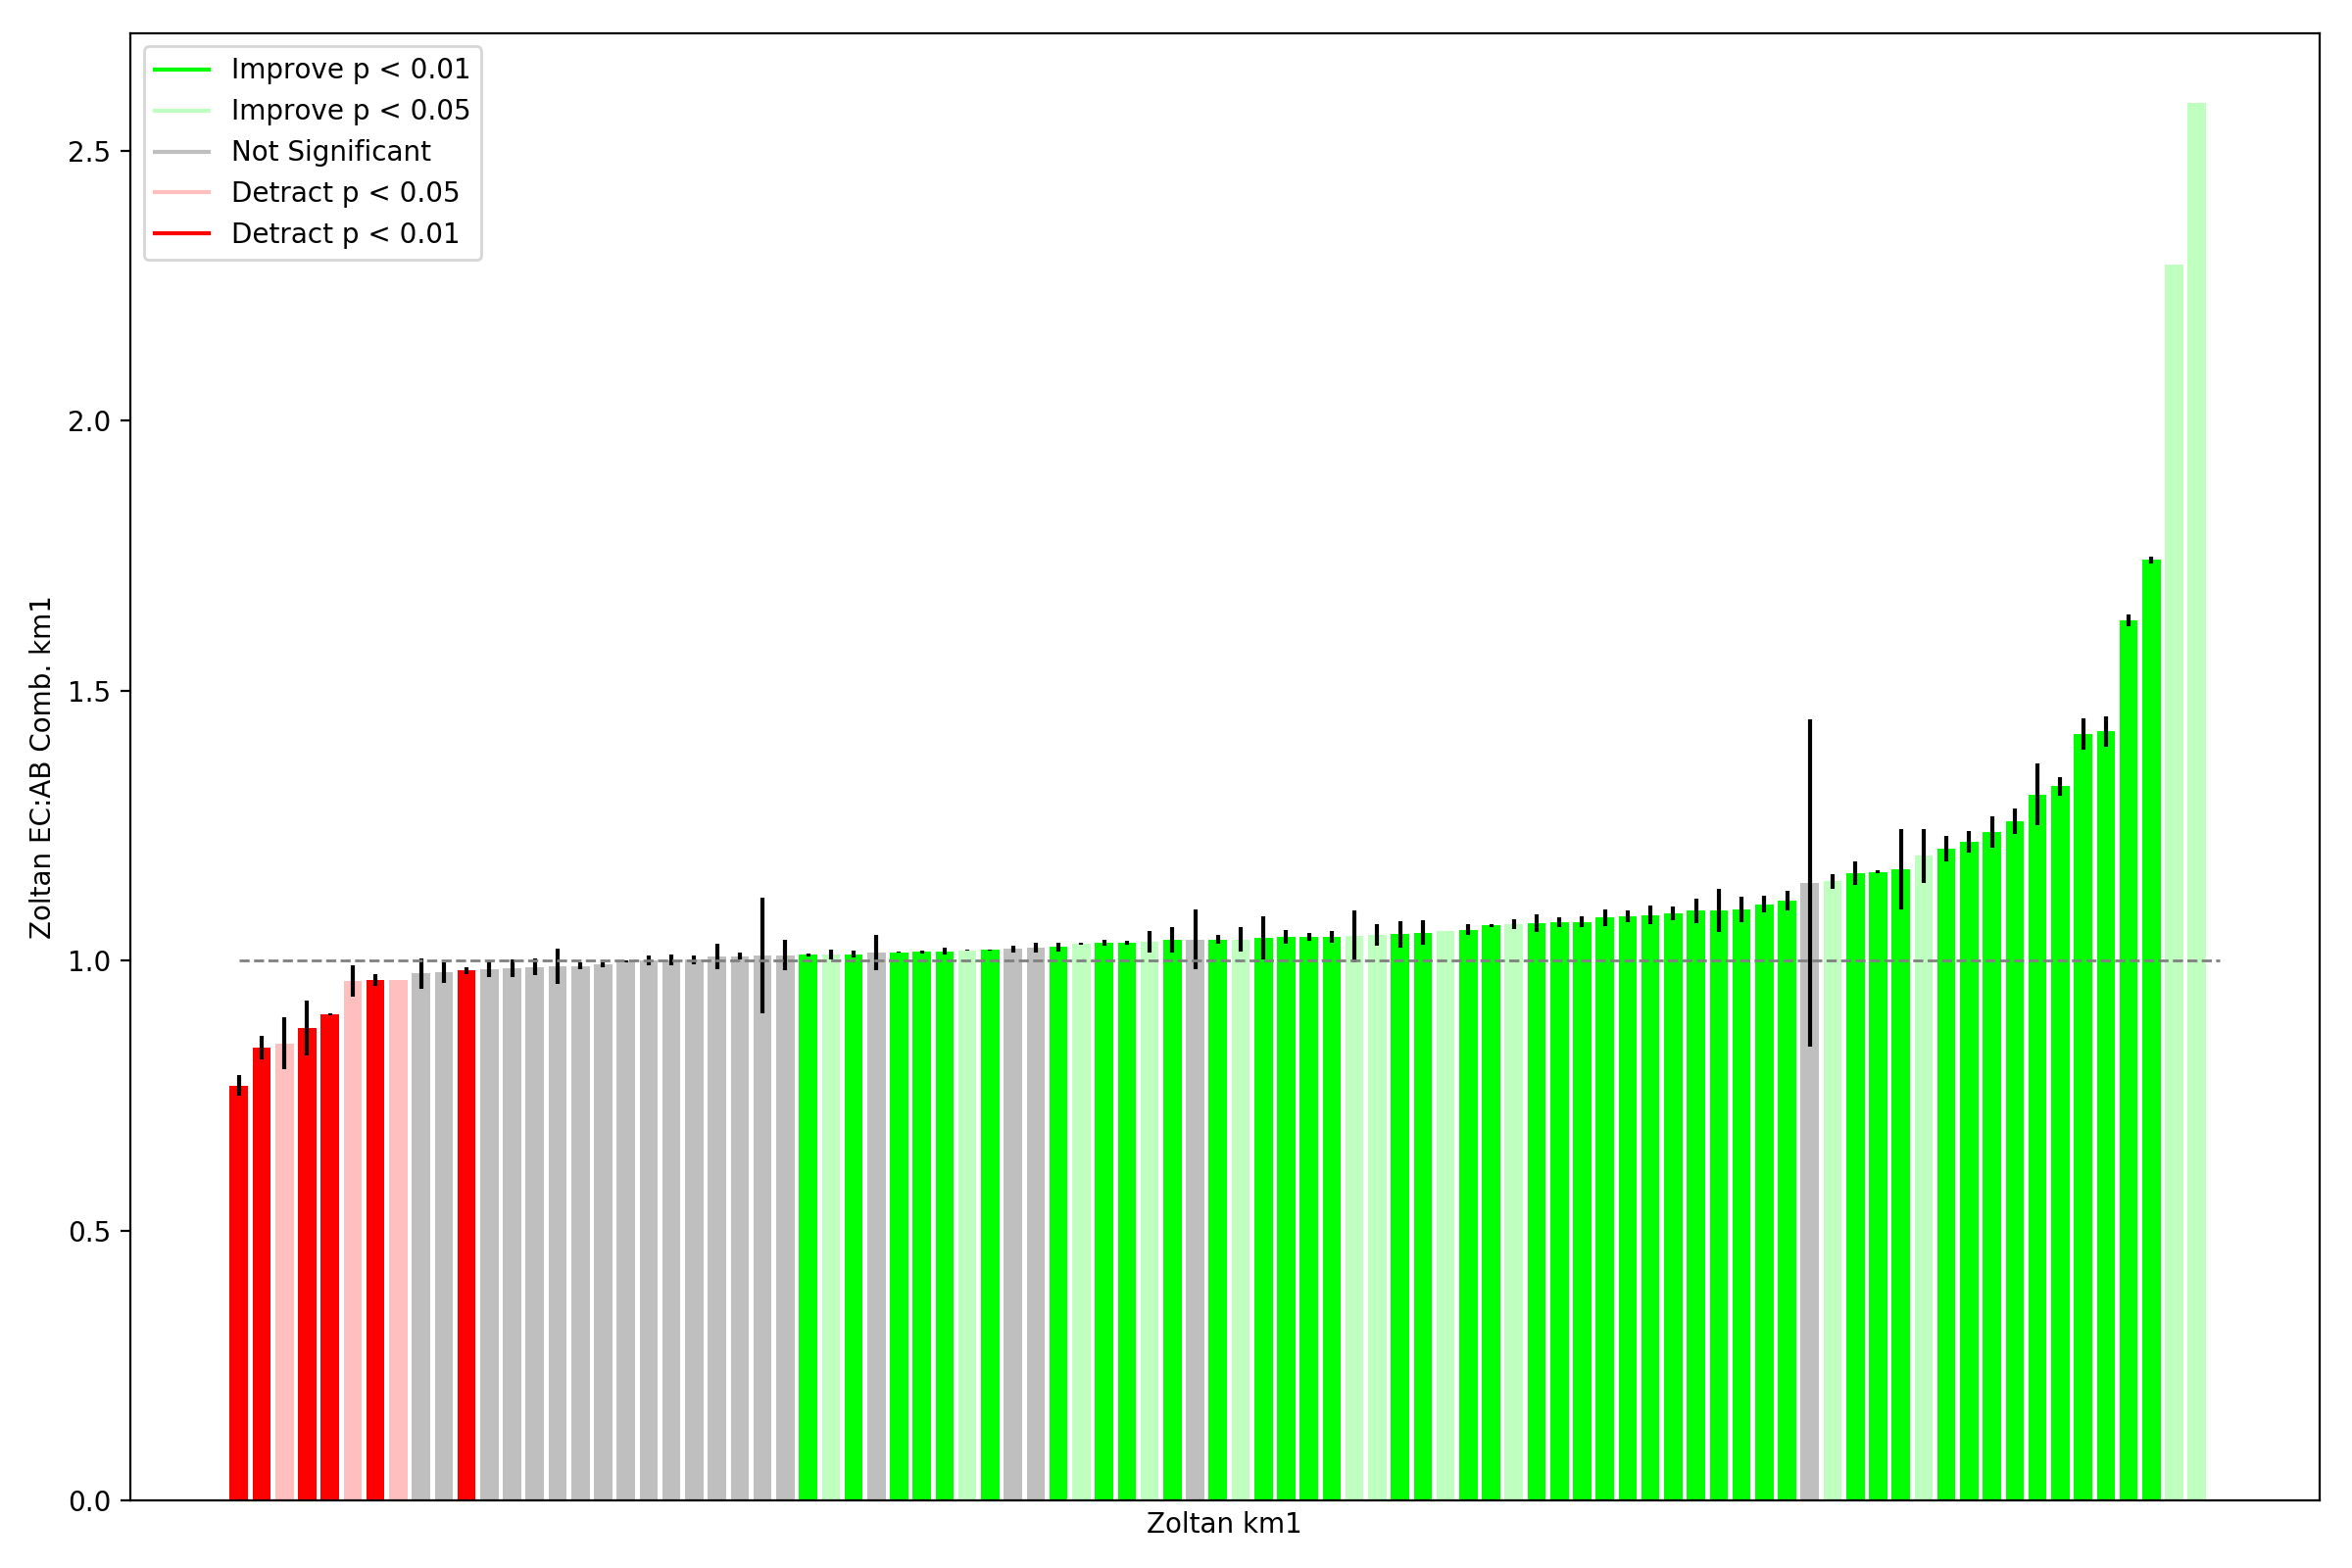 Improve p < 0.01
Improve p < 0.05
Not Significant
Detract p < 0.05
Detract p < 0.01
2.5
2.0
1.5
1.0
0.5
0.0
Zoltan EC:AB Comb. km1
Zoltan km1